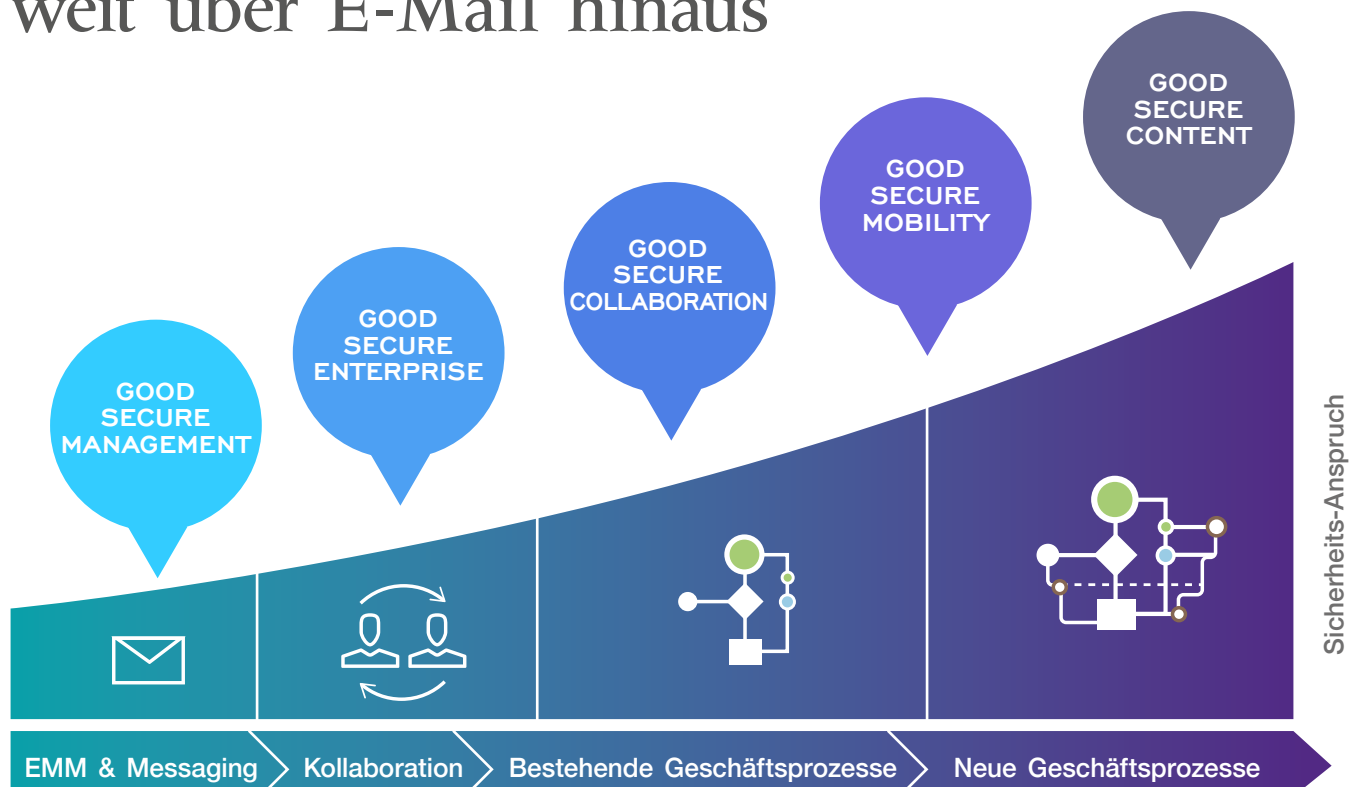 weit über E-Mail hinaus
GOOD
SECURE
CONTENT
GOOD
SECURE
MOBILITY
GOOD
SECURE
COLLABORATION
GOOD
SECURE
ENTERPRISE
GOOD
SECURE
MANAGEMENT
Sicherheits-Anspruch
EMM & Messaging
Kollaboration
Bestehende Geschäftsprozesse
Neue Geschäftsprozesse